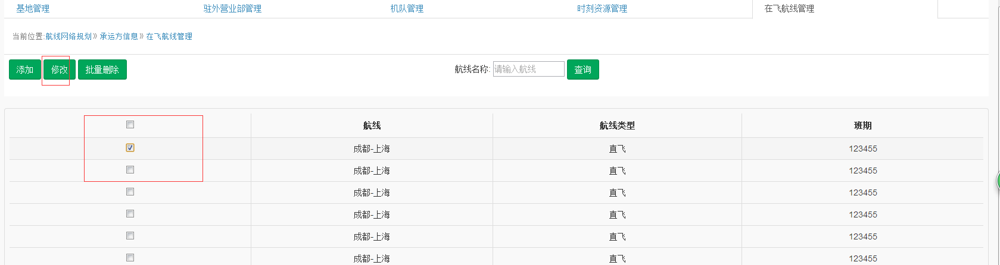 基地管理 驻外营业部管理 机队管理 时刻资源管理 在飞航线管理
当前位置:航线网络规划》承运方信息》在飞航线管理
添加 修改 批量删除 航线名称: 请输入航线 查询
航线 航线类型 班期
成都-上海 直飞 123455
成都-上海 直飞 123455
成都-上海 直飞 123455
成都-上海 直飞 123455
成都-上海 直飞 123455
成都-上海 直飞 123455